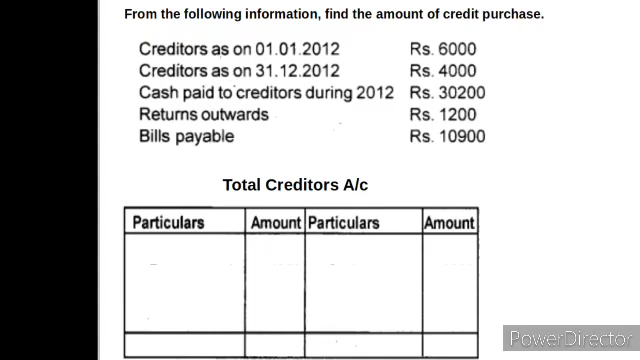 From the following information, find the amount of credit purchase.
Creditors as on 01.01.2012 Rs. 6000
Creditors as on 31.12.2012 Rs. 4000
Cash paid to creditors during 2012 Rs. 30200
Returns outwards Rs. 1200
Bills payable Rs. 10900
Total Creditors A/c
Particulars Amount Particulars Amount
PowerDirector